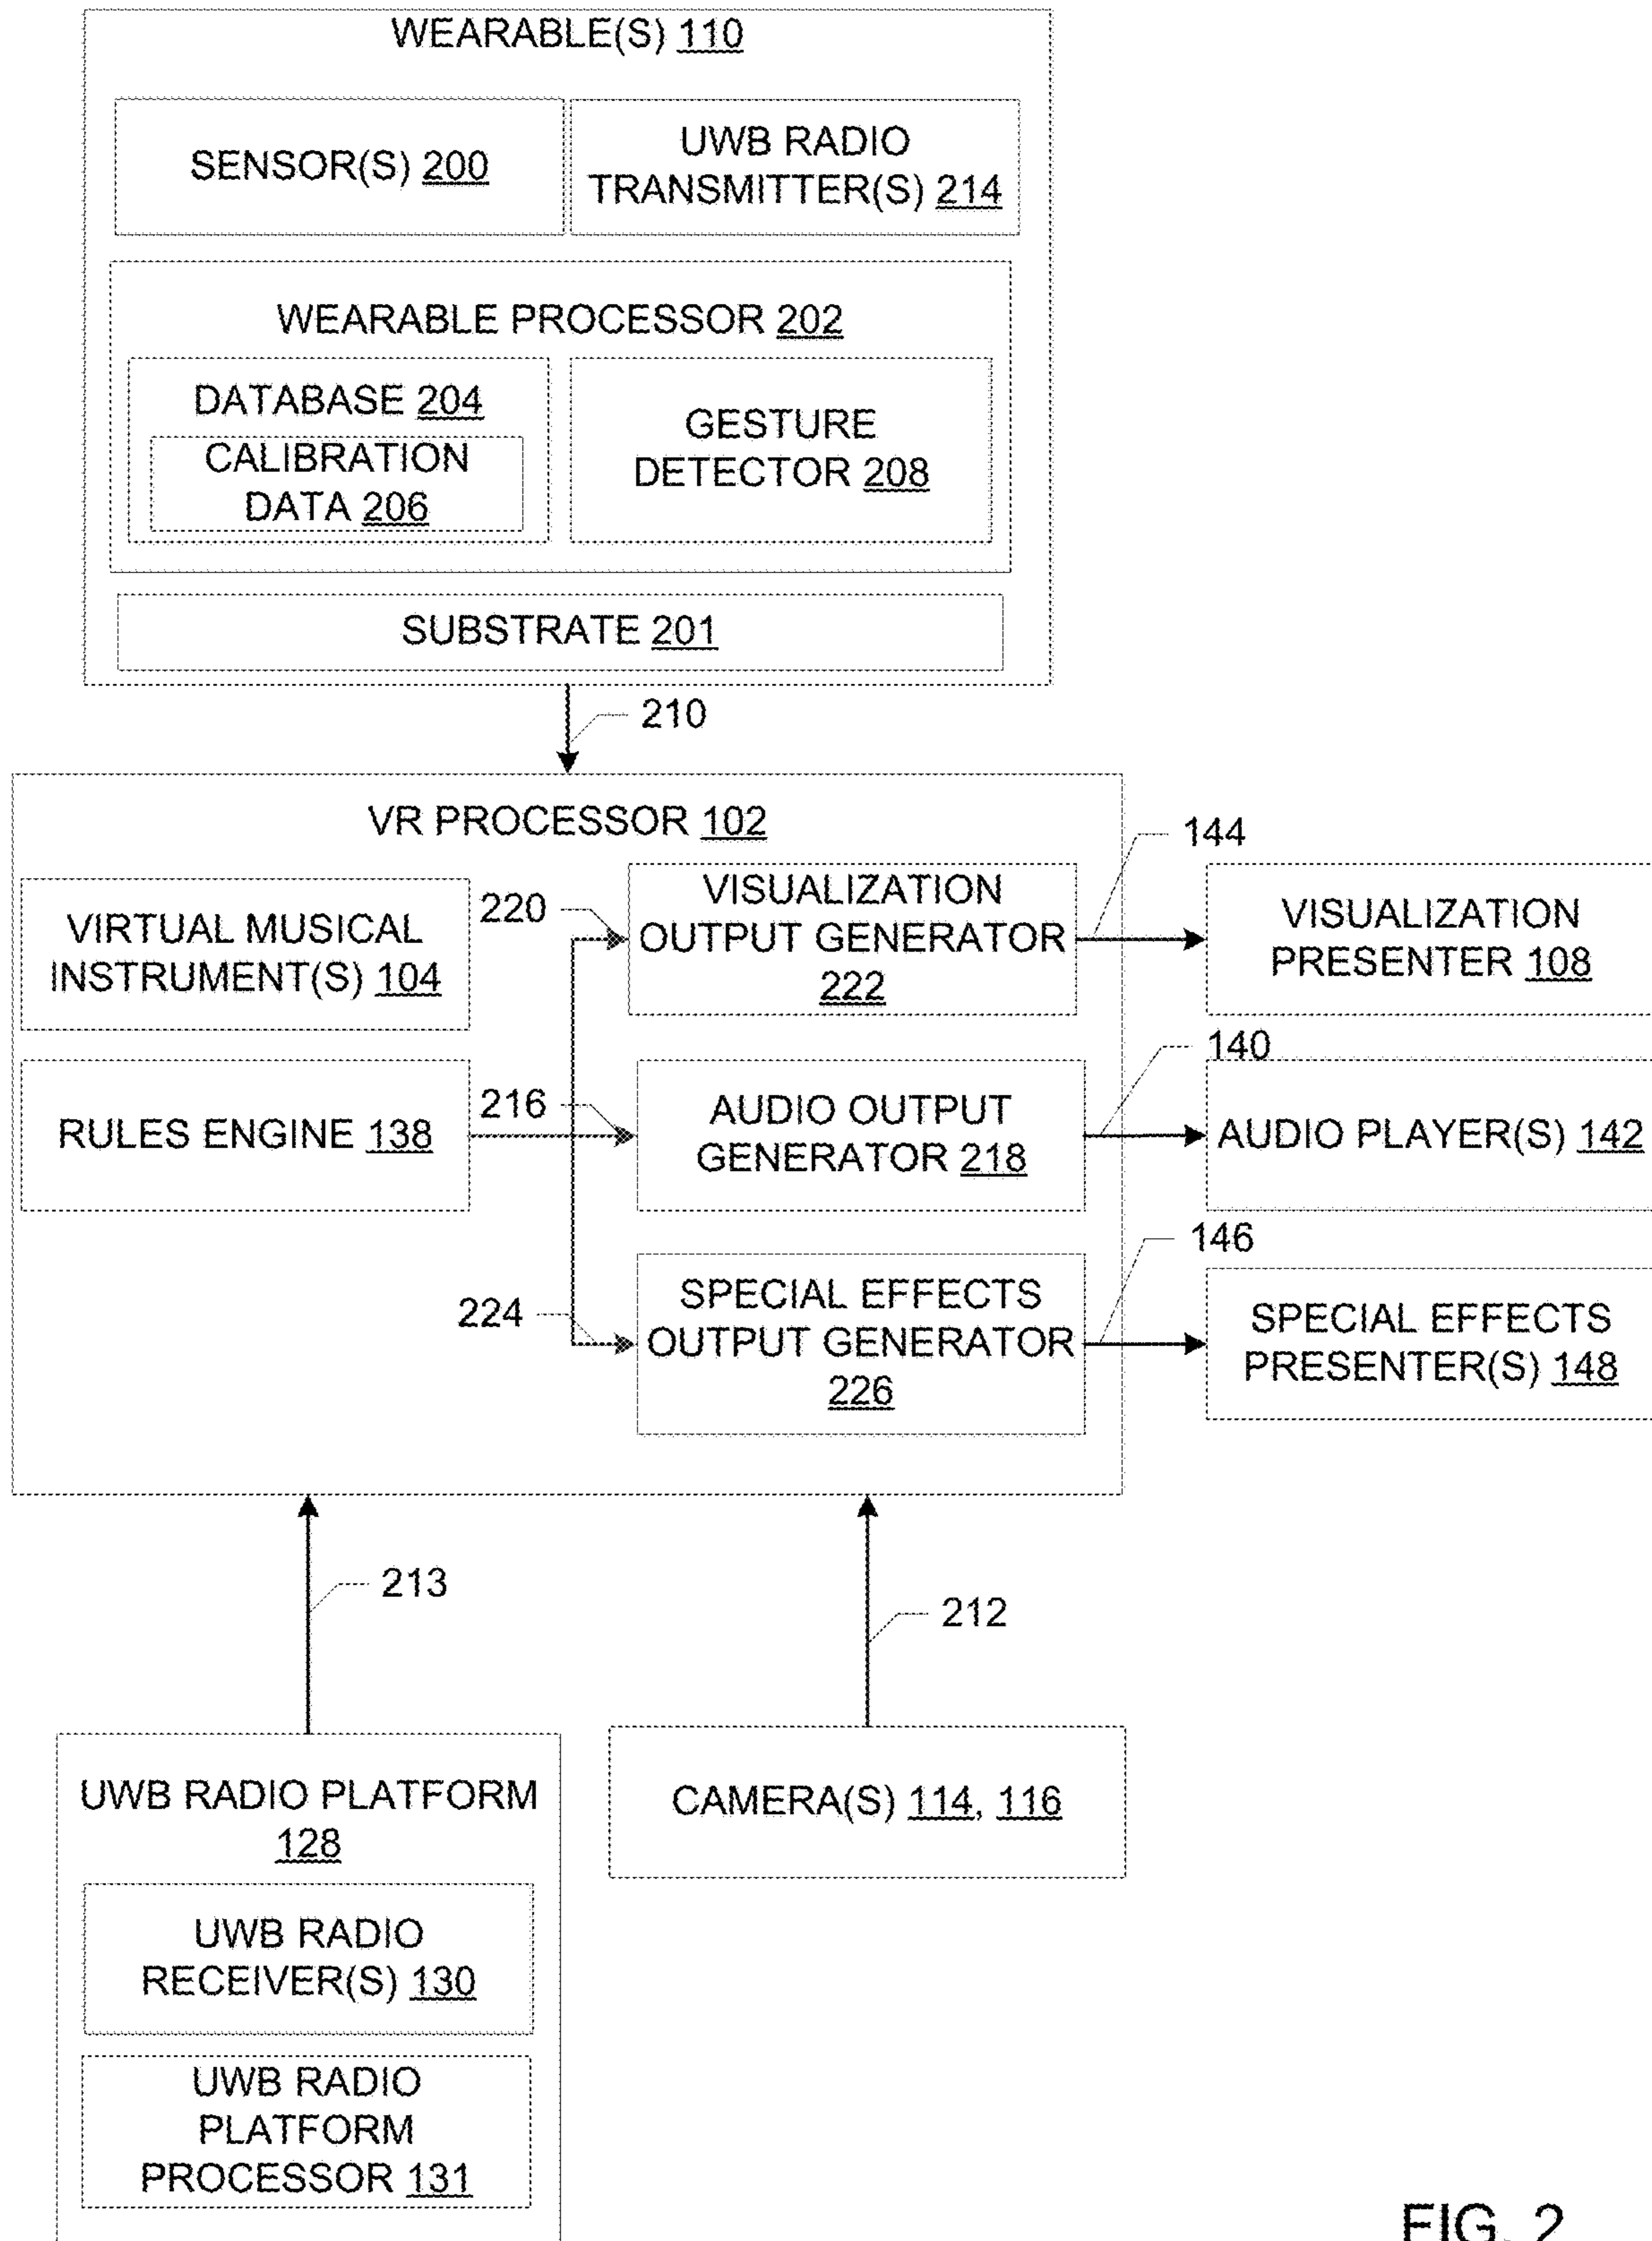 WEARABLE(S) 110
SENSOR(S) 200
UWB RADIO
TRANSMITTER(S) 214
WEARABLE PROCESSOR 202
DATABASE 204
CALIBRATION
DATA 206
GESTURE
DETECTOR 208
SUBSTRATE 201
210
VR PROCESSOR 102
VIRTUAL MUSICAL
INSTRUMENT(S) 104
RULES ENGINE 138
220
216
224
VISUALIZATION
OUTPUT GENERATOR
222
AUDIO OUTPUT
GENERATOR 218
SPECIAL EFFECTS
OUTPUT GENERATOR
226
144
VISUALIZATION
PRESENTER 108
140
AUDIO PLAYER(S) 142
146
SPECIAL EFFECTS
PRESENTER(S) 148
213
212
UWB RADIO PLATFORM
128
UWB RADIO
RECEIVER(S) 130
UWB RADIO
PLATFORM
PROCESSOR 131
CAMERA(S) 114, 116
FIG. 2